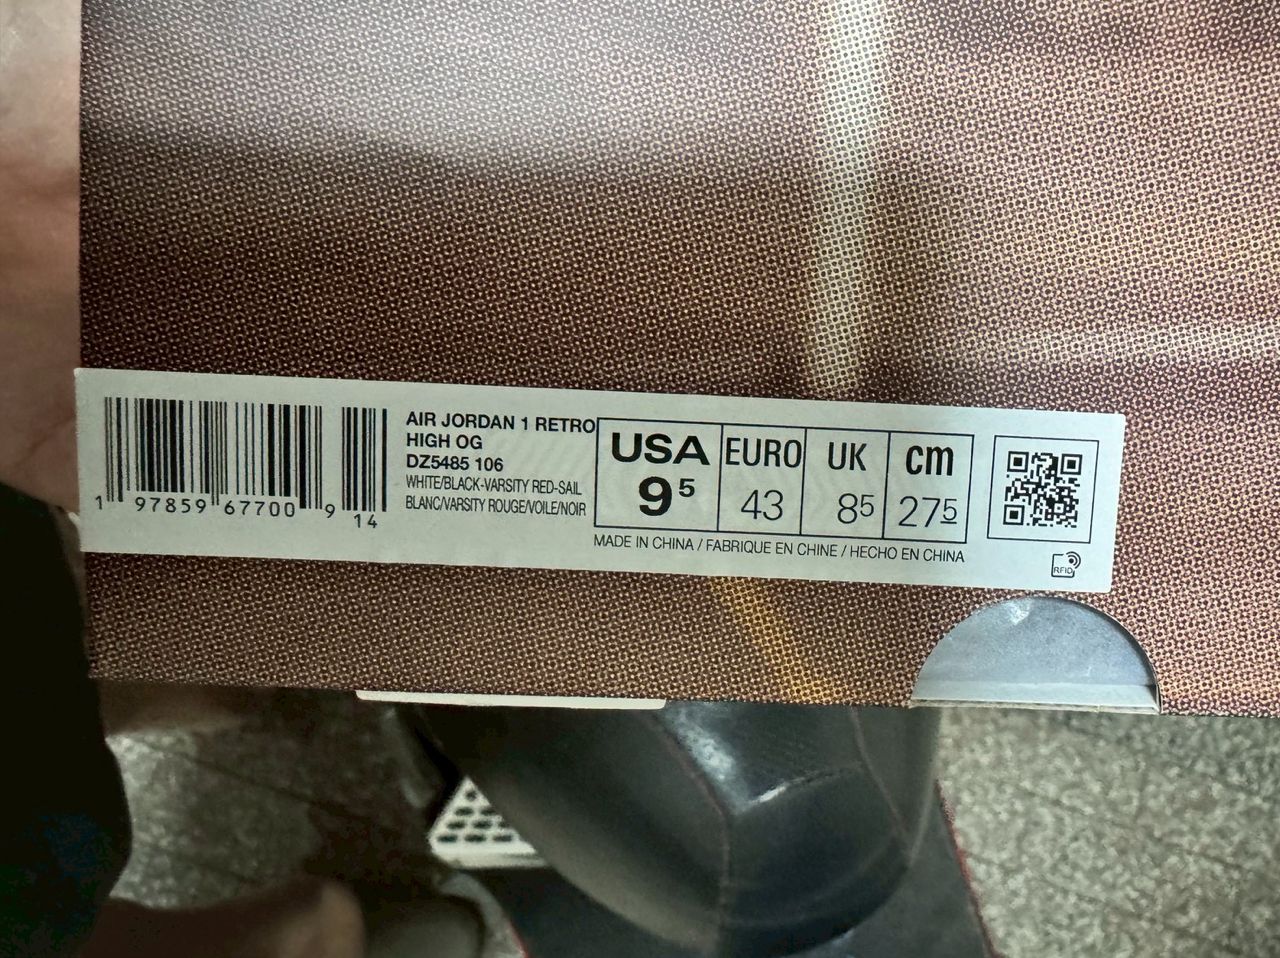 AIR JORDAN 1 RETRO
HIGH OG
DZ5485 106
WHITE/BLACK-VARSITY RED-SAIL
BLANC/VARSITY ROUGE/VOILE/NOIR
1 97859 67700 9 14
USA EURO UK cm
9⁵ 43 8⁵ 27⁵
MADE IN CHINA / FABRIQUE EN CHINE / HECHO EN CHINA
RFID